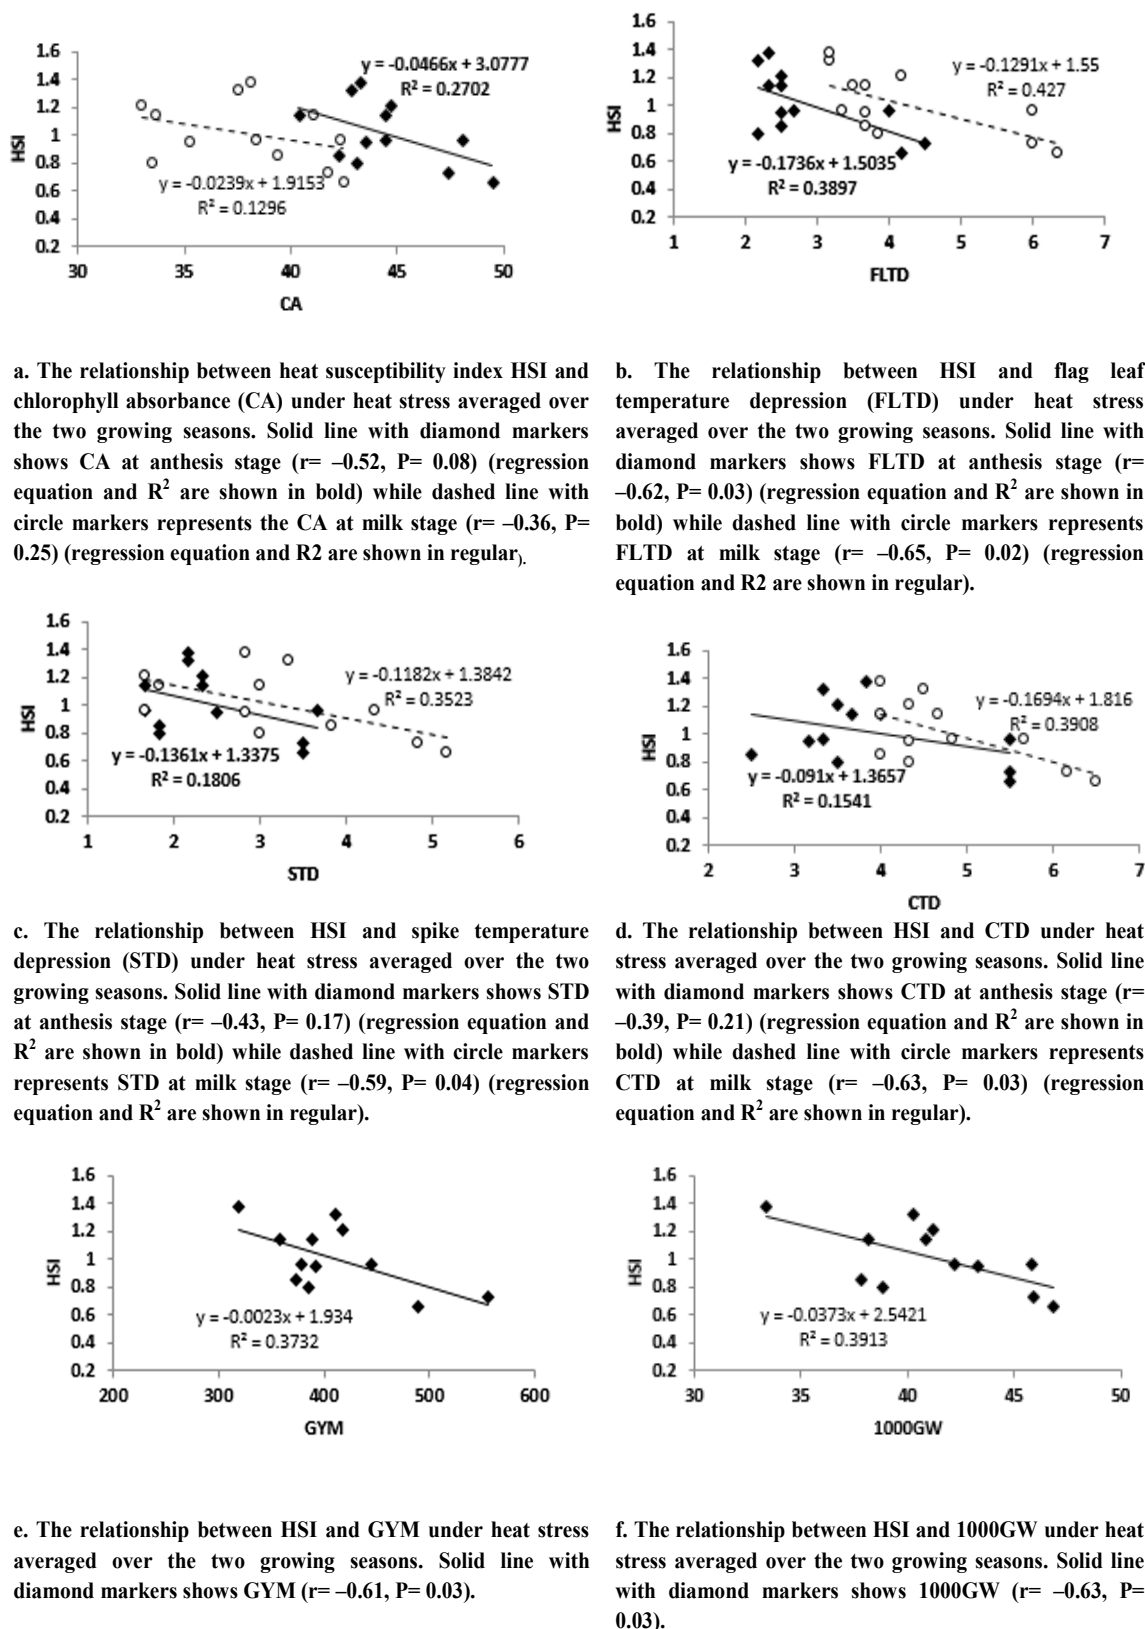 1.6
1.4
1.2
1
0.8
0.6
0.4
0.2
HSI
30 35 40 45 50
CA
y = -0.0466x + 3.0777
R² = 0.2702
y = -0.0239x + 1.9153
R² = 0.1296
1.6
1.4
1.2
1
0.8
0.6
0.4
0.2
HSI
1 2 3 4 5 6 7
FLTD
y = -0.1291x + 1.55
R² = 0.427
y = -0.1736x + 1.5035
R² = 0.3897
a. The relationship between heat susceptibility index HSI and
chlorophyll absorbance (CA) under heat stress averaged over
the two growing seasons. Solid line with diamond markers
shows CA at anthesis stage (r= –0.52, P= 0.08) (regression
equation and R² are shown in bold) while dashed line with
circle markers represents the CA at milk stage (r= –0.36, P=
0.25) (regression equation and R2 are shown in regular).
b. The relationship between HSI and flag leaf
temperature depression (FLTD) under heat stress
averaged over the two growing seasons. Solid line with
diamond markers shows FLTD at anthesis stage (r=
–0.62, P= 0.03) (regression equation and R² are shown in
bold) while dashed line with circle markers represents
FLTD at milk stage (r= –0.65, P= 0.02) (regression
equation and R2 are shown in regular).
1.6
1.4
1.2
1
0.8
0.6
0.4
0.2
HSI
1 2 3 4 5 6
STD
y = -0.1182x + 1.3842
R² = 0.3523
y = -0.1361x + 1.3375
R² = 0.1806
1.6
1.4
1.2
1
0.8
0.6
0.4
0.2
HSI
2 3 4 5 6 7
CTD
y = -0.1694x + 1.816
R² = 0.3908
y = -0.091x + 1.3657
R² = 0.1541
c. The relationship between HSI and spike temperature
depression (STD) under heat stress averaged over the two
growing seasons. Solid line with diamond markers shows STD
at anthesis stage (r= –0.43, P= 0.17) (regression equation and
R² are shown in bold) while dashed line with circle markers
represents STD at milk stage (r= –0.59, P= 0.04) (regression
equation and R² are shown in regular).
d. The relationship between HSI and CTD under heat
stress averaged over the two growing seasons. Solid line
with diamond markers shows CTD at anthesis stage (r=
–0.39, P= 0.21) (regression equation and R² are shown in
bold) while dashed line with circle markers represents
CTD at milk stage (r= –0.63, P= 0.03) (regression
equation and R² are shown in regular).
1.6
1.4
1.2
1
0.8
0.6
0.4
0.2
HSI
200 300 400 500 600
GYM
y = -0.0023x + 1.934
R² = 0.3732
1.6
1.4
1.2
1
0.8
0.6
0.4
0.2
HSI
30 35 40 45 50
1000GW
y = -0.0373x + 2.5421
R² = 0.3913
e. The relationship between HSI and GYM under heat stress
averaged over the two growing seasons. Solid line with
diamond markers shows GYM (r= –0.61, P= 0.03).
f. The relationship between HSI and 1000GW under heat
stress averaged over the two growing seasons. Solid line
with diamond markers shows 1000GW (r= –0.63, P=
0.03).